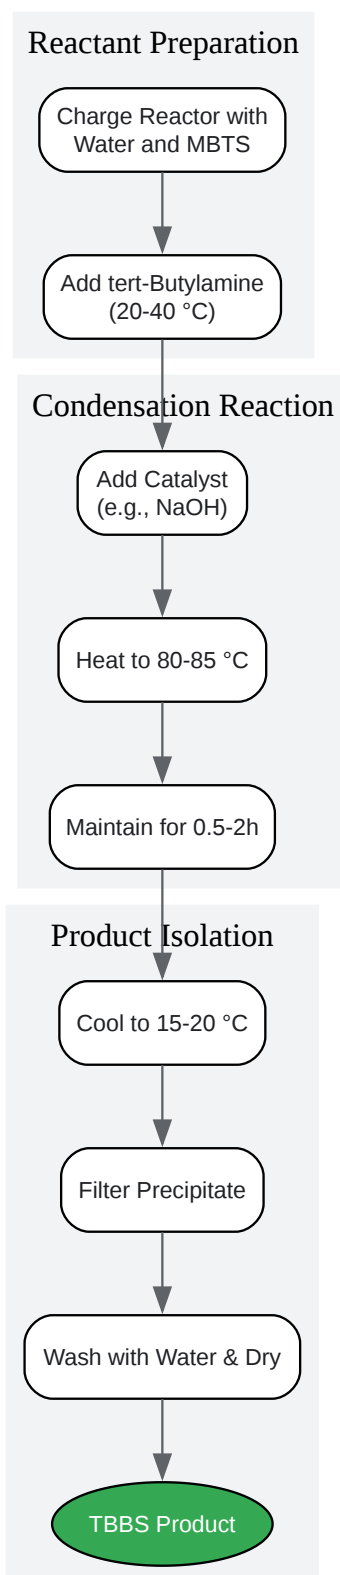 Reactant Preparation
Charge Reactor with
Water and MBTS
Add tert-Butylamine
(20-40 °C)
Condensation Reaction
Add Catalyst
(e.g., NaOH)
Heat to 80-85 °C
Maintain for 0.5-2h
Product Isolation
Cool to 15-20 °C
Filter Precipitate
Wash with Water & Dry
TBBS Product